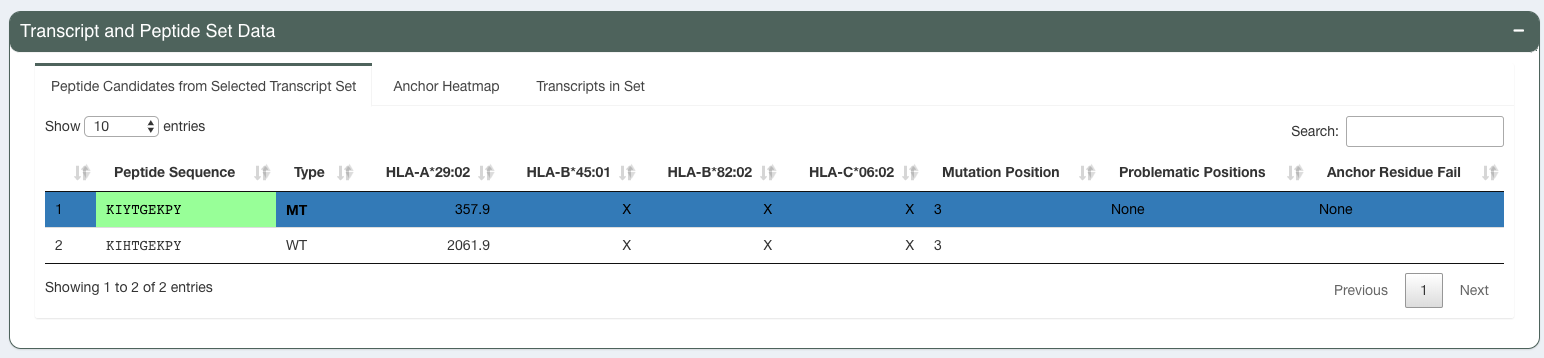 Transcript and Peptide Set Data
Peptide Candidates from Selected Transcript Set Anchor Heatmap Transcripts in Set
Show 10 entries Search:
Peptide Sequence Type HLA-A*29:02 HLA-B*45:01 HLA-B*82:02 HLA-C*06:02 Mutation Position Problematic Positions Anchor Residue Fail
1 KIYTGEKPY MT 357.9 X X X 3 None None
2 KIHTGEKPY WT 2061.9 X X X 3
Showing 1 to 2 of 2 entries Previous 1 Next